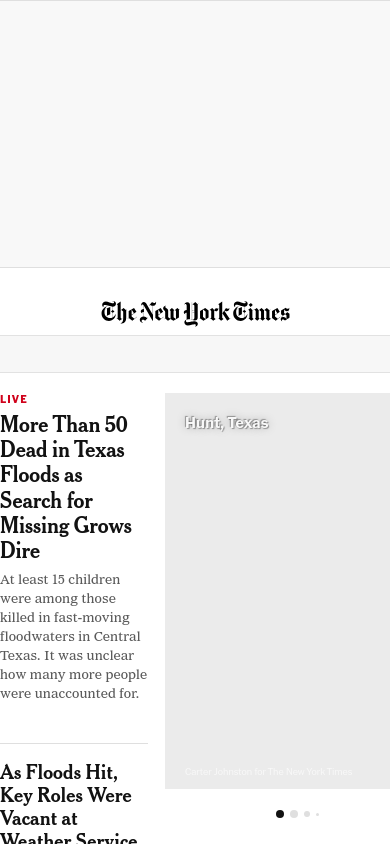 The New York Times
LIVE
More Than 50
Dead in Texas
Floods as
Search for
Missing Grows
Dire
At least 15 children
were among those
killed in fast-moving
floodwaters in Central
Texas. It was unclear
how many more people
were unaccounted for.
As Floods Hit,
Key Roles Were
Vacant at
Weather Service
Hunt, Texas
Carter Johnston for The New York Times